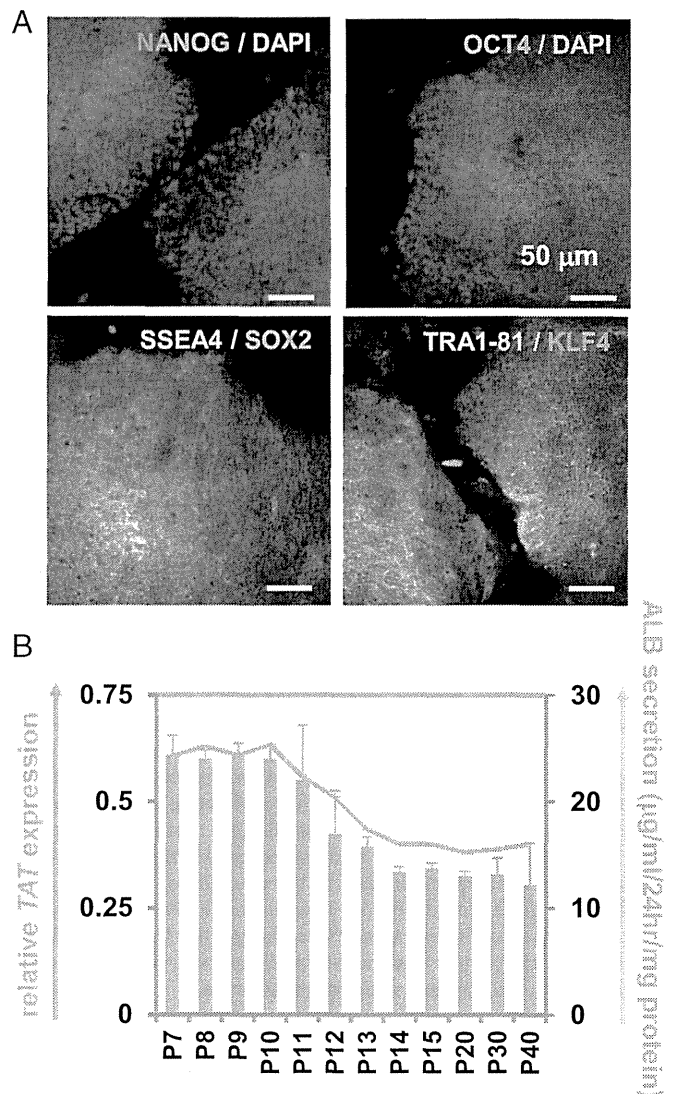 A
NANOG / DAPI
OCT4 / DAPI
50 µm
SSEA4 / SOX2
TRA1-81 / KLF4
B
relative TAT expression
0.75
0.5
0.25
0
30
20
10
0
ALB secretion (µg/ml/24hr/mg protein)
P7
P8
P9
P10
P11
P12
P13
P14
P15
P20
P30
P40